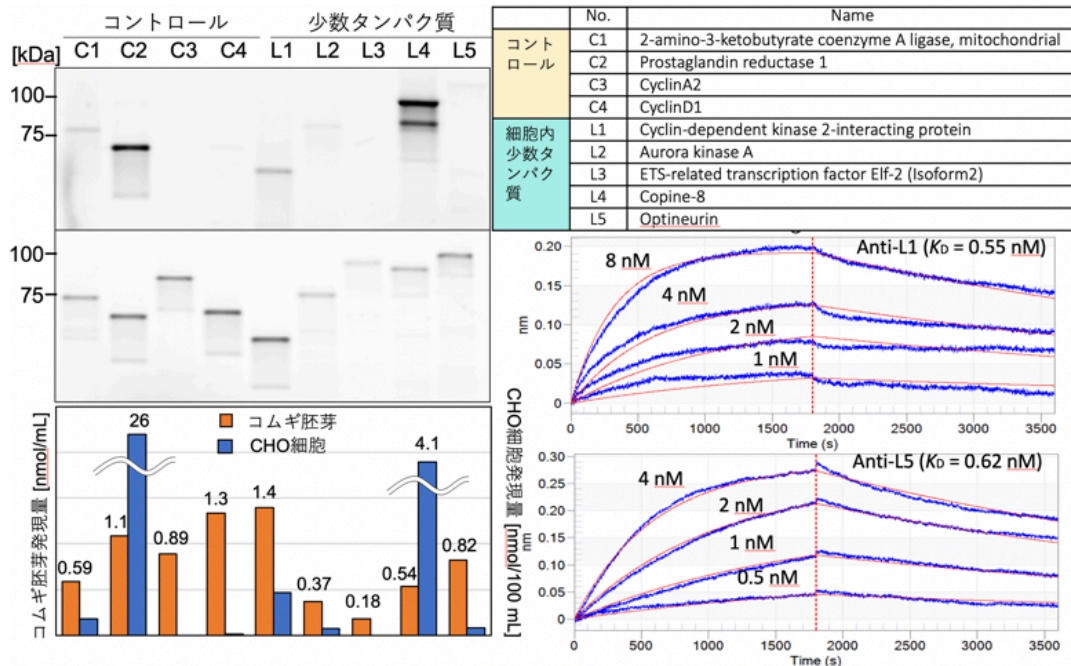 コントロール
少数タンパク質
[kDa]
C1 C2 C3 C4 L1 L2 L3 L4 L5
100
75
100
75
No. Name
コント
ロール
C1 2-amino-3-ketobutyrate coenzyme A ligase, mitochondrial
C2 Prostaglandin reductase 1
C3 CyclinA2
C4 CyclinD1
細胞内
少数タ
ンパク
質
L1 Cyclin-dependent kinase 2-interacting protein
L2 Aurora kinase A
L3 ETS-related transcription factor Elf-2 (Isoform2)
L4 Copine-8
L5 Optineurin
コムギ胚芽発現量 [nmol/mL]
コムギ胚芽
CHO細胞
0.59
1.1
26
0.89
1.3
1.4
0.37
0.18
0.54
4.1
0.82
CHO細胞発現量 [nmol/100 mL]
Anti-L1 (KD = 0.55 nM)
8 nM
4 nM
2 nM
1 nM
0.20
0.15
0.10
0.05
0
nm
0 500 1000 1500 2000 2500 3000 3500
Time (s)
Anti-L5 (KD = 0.62 nM)
4 nM
2 nM
1 nM
0.5 nM
0.30
0.25
0.20
0.15
0.10
0.05
0
nm
0 500 1000 1500 2000 2500 3000 3500
Time (s)